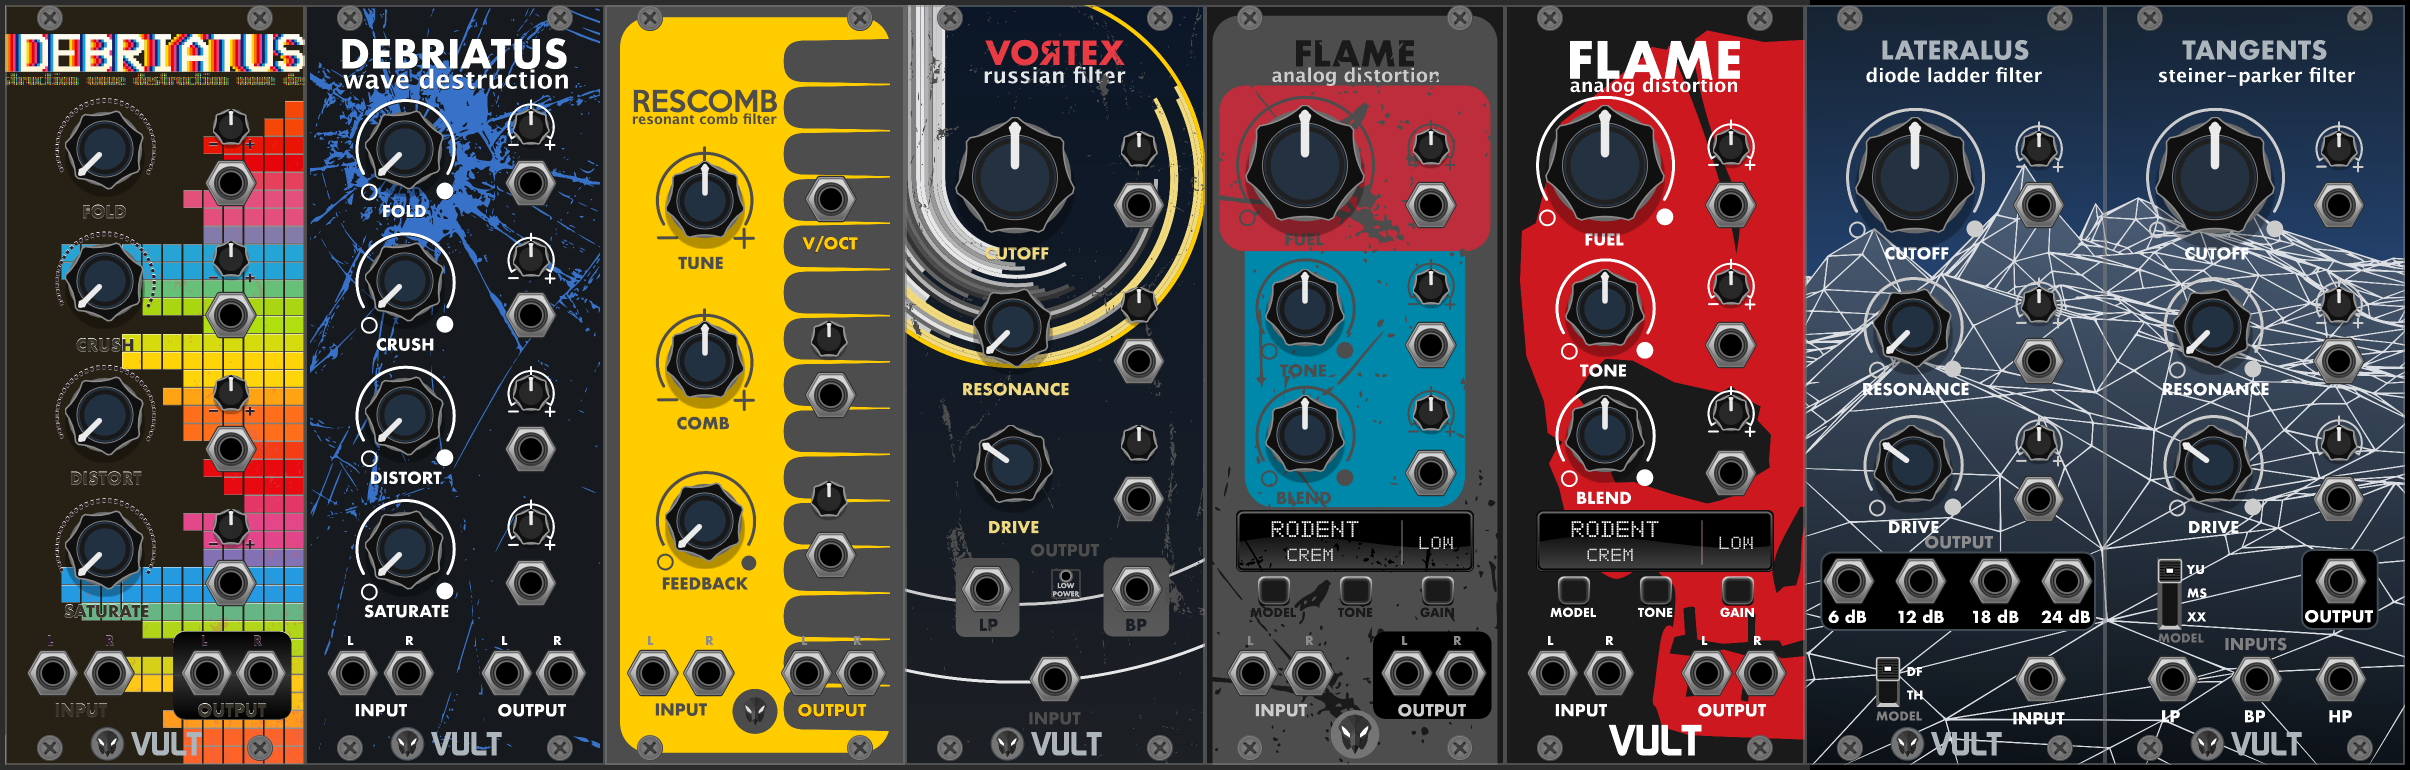 DEBRIATUS
FOLD
CRUSH
DISTORT
SATURATE
L R L R
INPUT OUTPUT
VULT
DEBRIATUS
wave destruction
FOLD
CRUSH
DISTORT
SATURATE
L R L R
INPUT OUTPUT
VULT
RESCOMB
resonant comb filter
V/OCT
TUNE
COMB
FEEDBACK
L R L R
INPUT OUTPUT
VOЯTEX
russian filter
CUTOFF
RESONANCE
DRIVE
OUTPUT
LOW
POWER
LP BP
INPUT
VULT
FLAME
analog distortion
FUEL
TONE
BLEND
RODENT
CREM
LOW
MODEL TONE GAIN
L R L R
INPUT OUTPUT
FLAME
analog distortion
FUEL
TONE
BLEND
RODENT
CREM
LOW
MODEL TONE GAIN
L R L R
INPUT OUTPUT
VULT
LATERALUS
diode ladder filter
CUTOFF
RESONANCE
DRIVE
OUTPUT
6 dB 12 dB 18 dB 24 dB
DF
TH
MODEL
INPUT
VULT
TANGENTS
steiner-parker filter
CUTOFF
RESONANCE
DRIVE
YU
MS
XX
MODEL
OUTPUT
INPUTS
LP BP HP
VULT